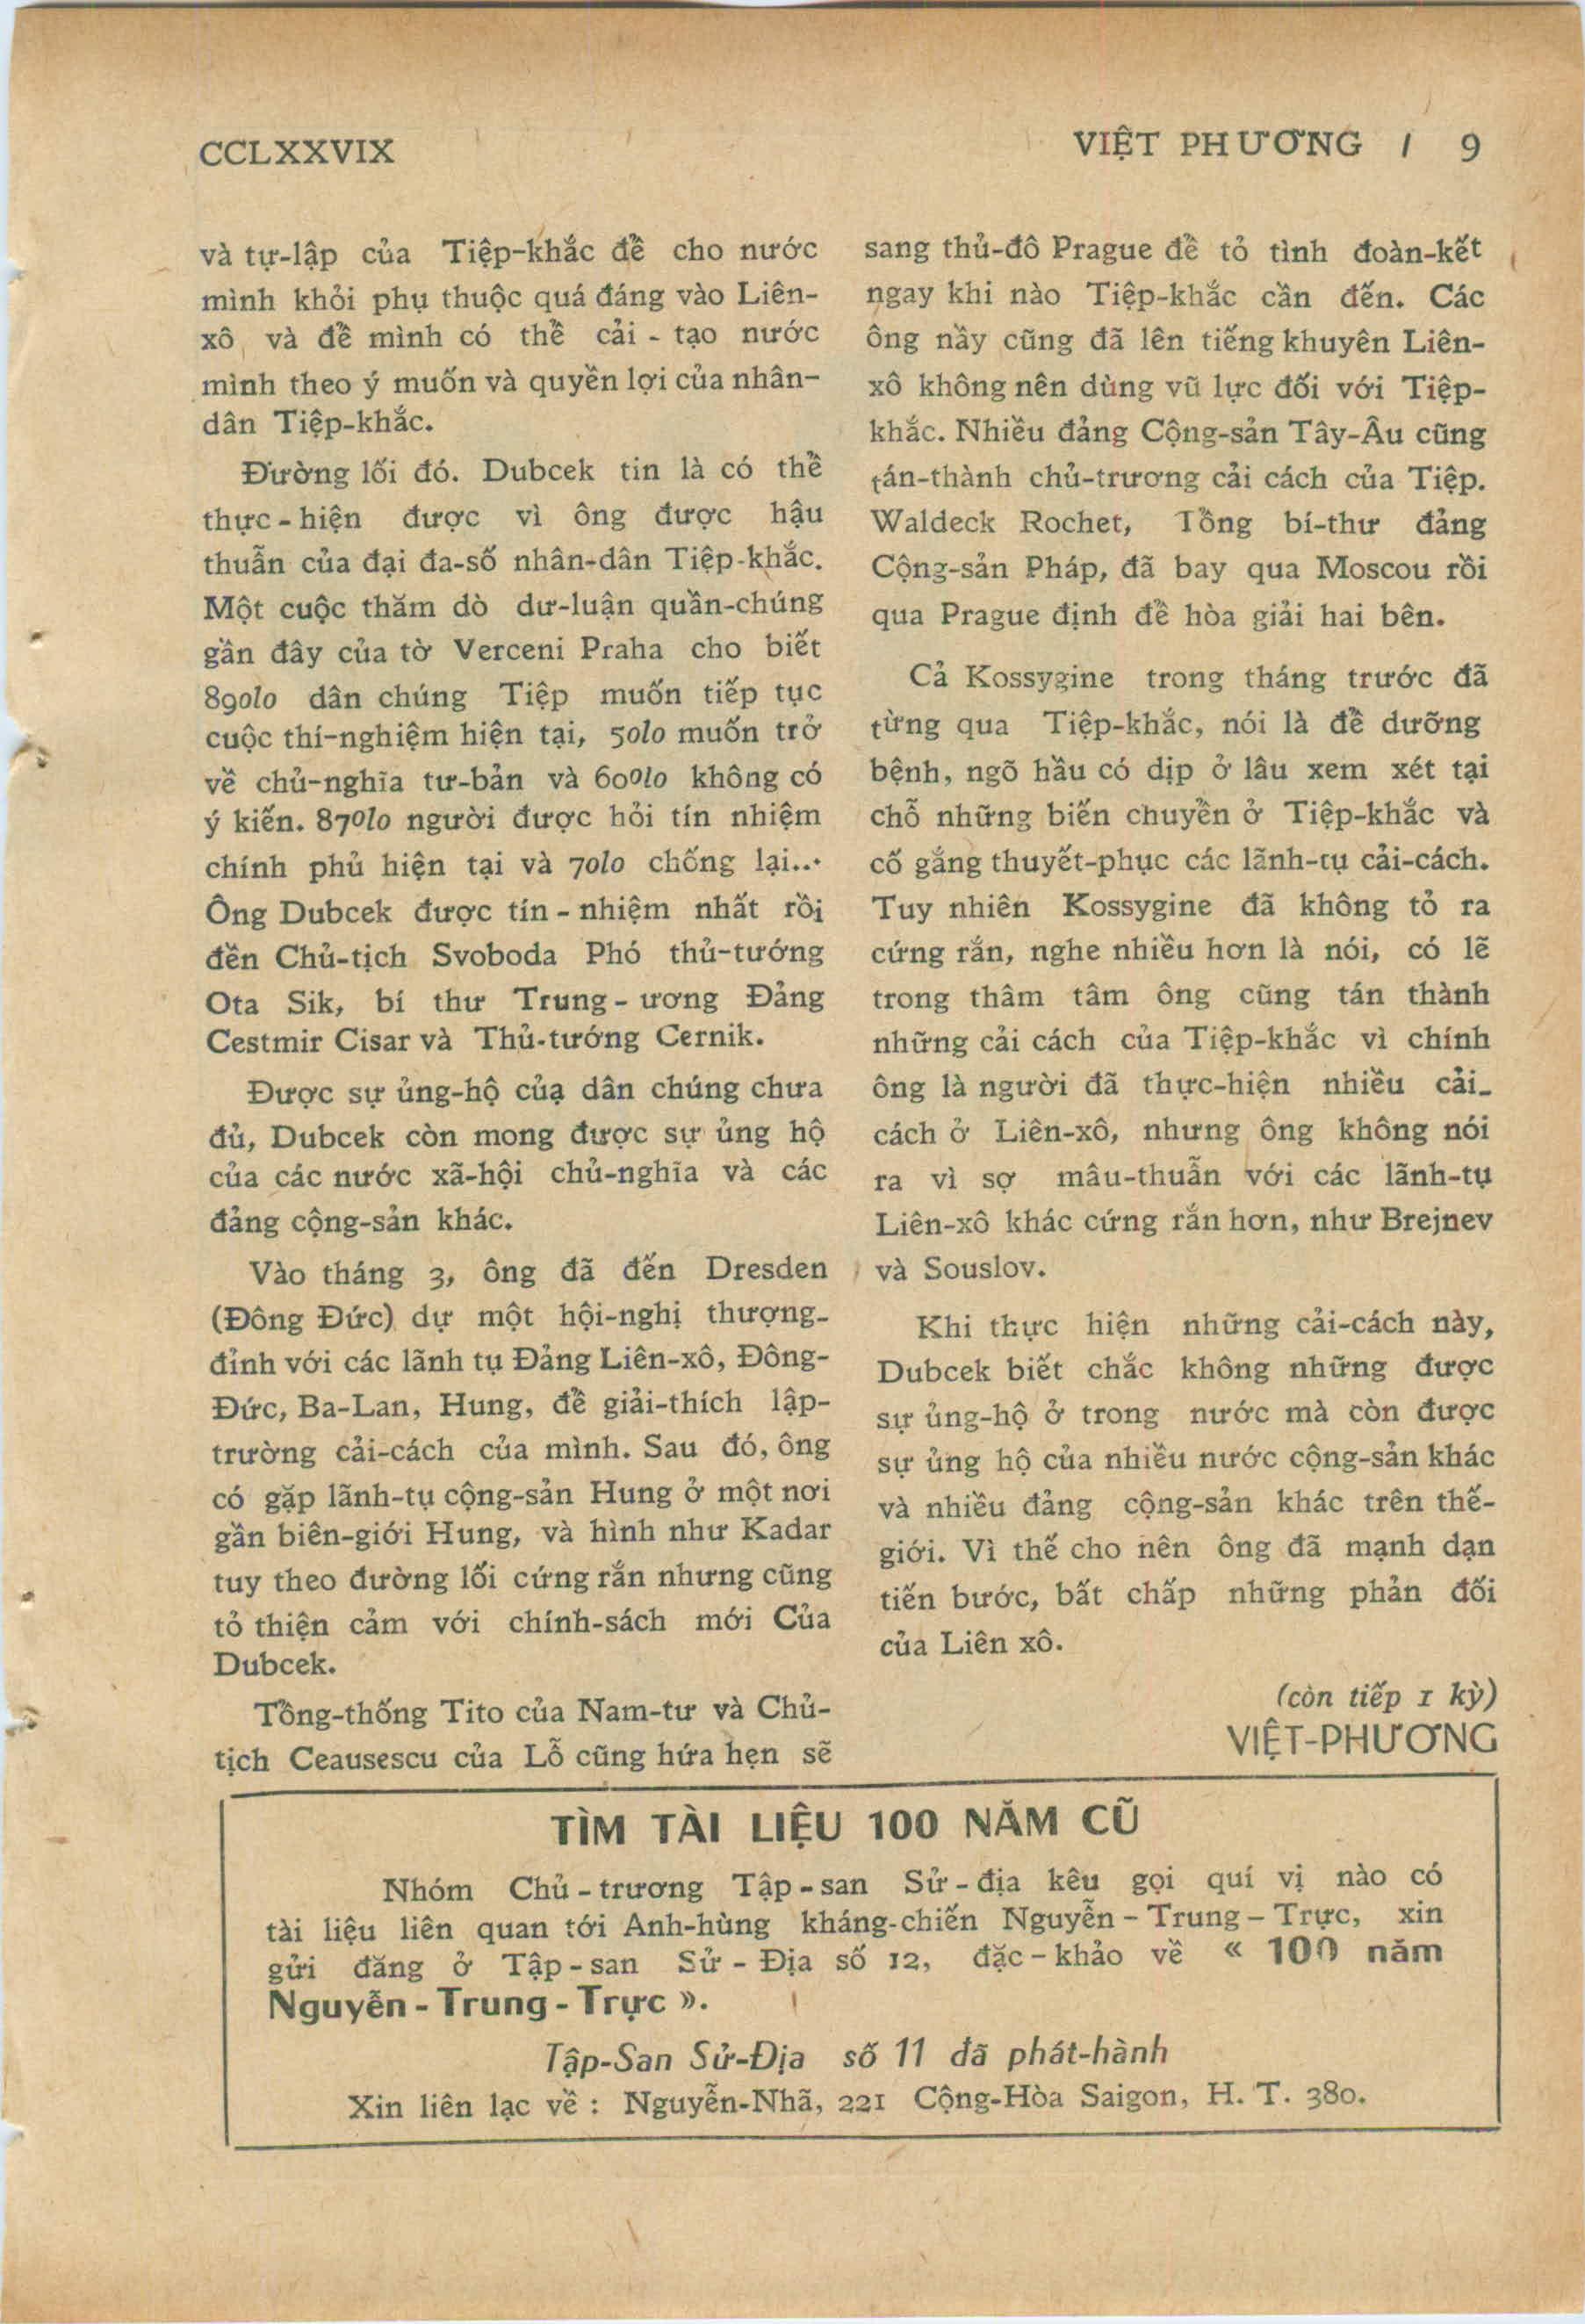 CCLXXVIX
VIỆT PHƯƠNG / 9
và tự-lập của Tiệp-khắc để cho nước
mình khỏi phụ thuộc quá đáng vào Liên-
xô và để mình có thể cải - tạo nước
mình theo ý muốn và quyền lợi của nhân-
dân Tiệp-khắc.
Đường lối đó. Dubcek tin là có thể
thực - hiện được vì ông được hậu
thuẫn của đại đa-số nhân-dân Tiệp-khắc.
Một cuộc thăm dò dư-luận quần-chúng
gần đây của tờ Verceni Praha cho biết
89o/o dân chúng Tiệp muốn tiếp tục
cuộc thí-nghiệm hiện tại, 5o/o muốn trở
về chủ-nghĩa tư-bản và 60o/o không có
ý kiến. 87o/o người được hỏi tín nhiệm
chính phủ hiện tại và 7o/o chống lại...
Ông Dubcek được tín - nhiệm nhất rồi
đền Chủ-tịch Svoboda Phó thủ-tướng
Ota Sik, bí thư Trung - ương Đảng
Cestmir Cisar và Thủ-tướng Cernik.
Được sự ủng-hộ củạ dân chúng chưa
đủ, Dubcek còn mong được sự ủng hộ
của các nước xã-hội chủ-nghĩa và các
đảng cộng-sản khác.
Vào tháng 3, ông đã đến Dresden
(Đông Đức) dự một hội-nghị thượng-
đỉnh với các lãnh tụ Đảng Liên-xô, Đông-
Đức, Ba-Lan, Hung, để giải-thích lập-
trường cải-cách của mình. Sau đó, ông
có gặp lãnh-tụ cộng-sản Hung ở một nơi
gần biên-giới Hung, và hình như Kadar
tuy theo đường lối cứng rắn nhưng cũng
tỏ thiện cảm với chính-sách mới Của
Dubcek.
Tổng-thống Tito của Nam-tư và Chủ-
tịch Ceausescu của Lỗ cũng hứa hẹn sẽ
sang thủ-đô Prague để tỏ tình đoàn-kết
ngay khi nào Tiệp-khắc cần đến. Các
ông nầy cũng đã lên tiếng khuyên Liên-
xô không nên dùng vũ lực đối với Tiệp-
khắc. Nhiều đảng Cộng-sản Tây-Âu cũng
tán-thành chủ-trương cải cách của Tiệp.
Waldeck Rochet, Tổng bí-thư đảng
Cộng-sản Pháp, đã bay qua Moscou rồi
qua Prague định để hòa giải hai bên.
Cả Kossygine trong tháng trước đã
từng qua Tiệp-khắc, nói là để dưỡng
bệnh, ngõ hầu có dịp ở lâu xem xét tại
chỗ những biến chuyển ở Tiệp-khắc và
cố gắng thuyết-phục các lãnh-tụ cải-cách.
Tuy nhiên Kossygine đã không tỏ ra
cứng rắn, nghe nhiều hơn là nói, có lẽ
trong thâm tâm ông cũng tán thành
những cải cách của Tiệp-khắc vì chính
ông là người đã thực-hiện nhiều cải-
cách ở Liên-xô, nhưng ông không nói
ra vì sợ mâu-thuẫn với các lãnh-tụ
Liên-xô khác cứng rắn hơn, như Brejnev
và Souslov.
Khi thực hiện những cải-cách này,
Dubcek biết chắc không những được
sự ủng-hộ ở trong nước mà còn được
sự ủng hộ của nhiều nước cộng-sản khác
và nhiều đảng cộng-sản khác trên thế-
giới. Vì thế cho nên ông đã mạnh dạn
tiến bước, bất chấp những phản đối
của Liên xô.
(còn tiếp 1 kỳ)
VIỆT-PHƯƠNG
TÌM TÀI LIỆU 100 NĂM CŨ
Nhóm Chủ - trương Tập - san Sử - địa kêu gọi quí vị nào có
tài liệu liên quan tới Anh-hùng kháng-chiến Nguyễn - Trung - Trực, xin
gửi đăng ở Tập - san Sử - Địa số 12, đặc - khảo về « 100 năm
Nguyễn - Trung - Trực ».
Tập-San Sử-Địa số 11 đã phát-hành
Xin liên lạc về : Nguyễn-Nhã, 221 Cộng-Hòa Saigon, H. T. 380.